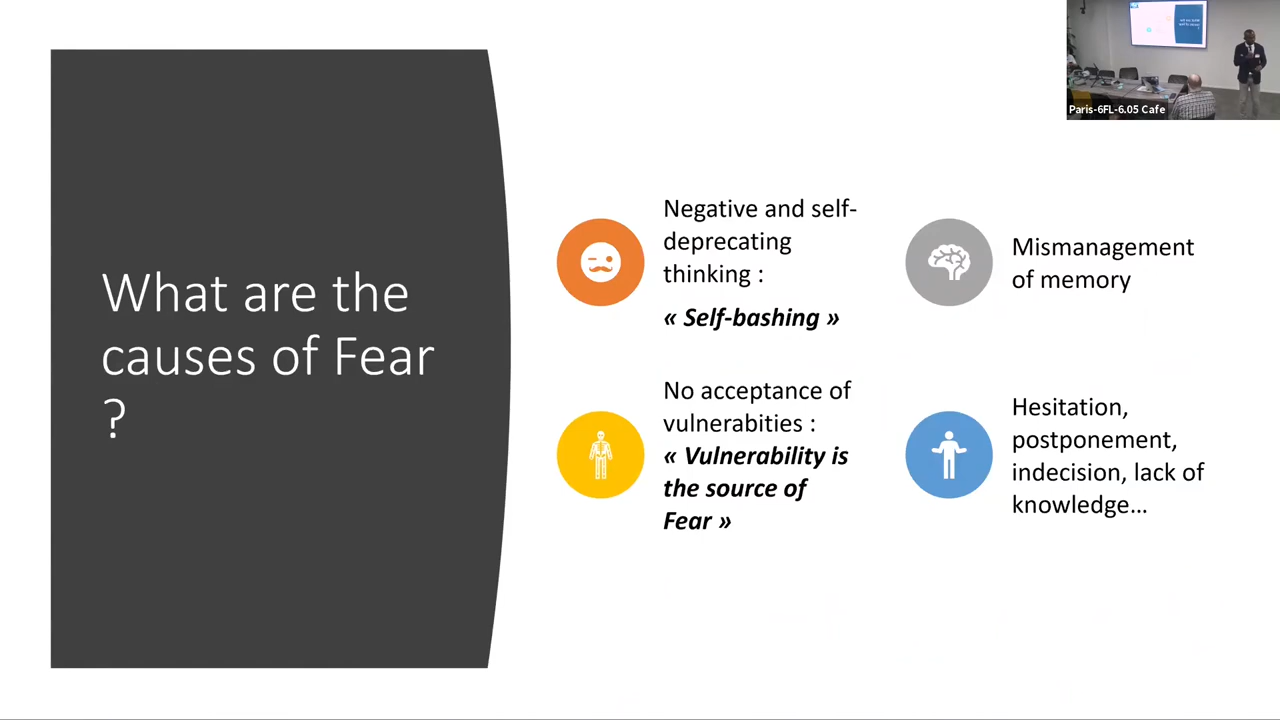 What are the
causes of Fear
?
Negative and self-
deprecating
thinking :
« Self-bashing »
Mismanagement
of memory
No acceptance of
vulnerabities :
« Vulnerability is
the source of
Fear »
Hesitation,
postponement,
indecision, lack of
knowledge…
Paris-6FL-6.05 Cafe